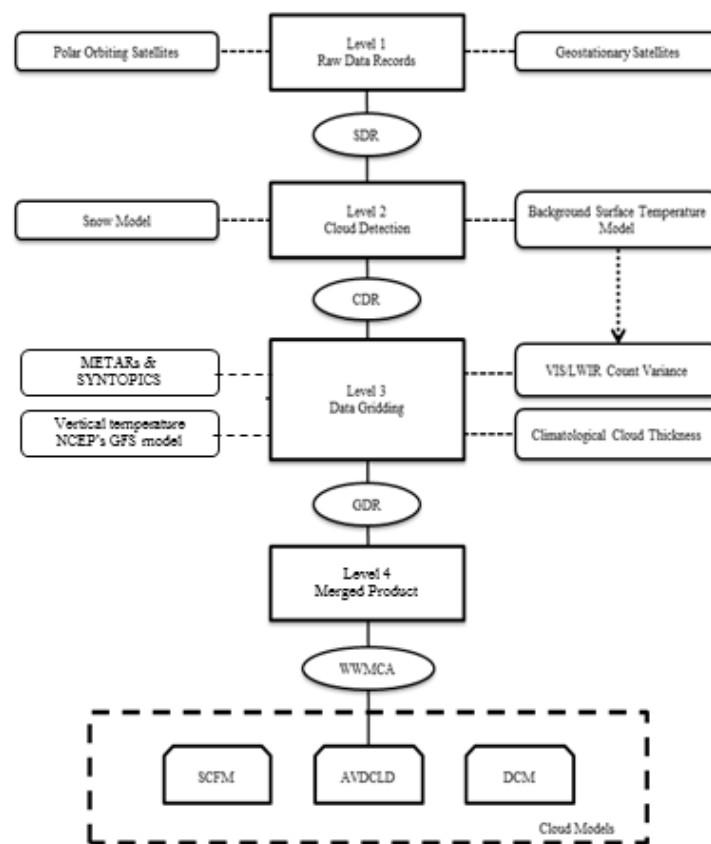 Polar Orbiting Satellites
Level 1
Raw Data Records
Geostationary Satellites
SDR
Snow Model
Level 2
Cloud Detection
Background Surface Temperature
Model
CDR
METARs &
SYNTOPICS
Vertical temperature
NCEP's GFS model
Level 3
Data Gridding
VIS/LWIR Count Variance
Climatological Cloud Thickness
GDR
Level 4
Merged Product
WWMCA
SCFM
AVDCLD
DCM
Cloud Models